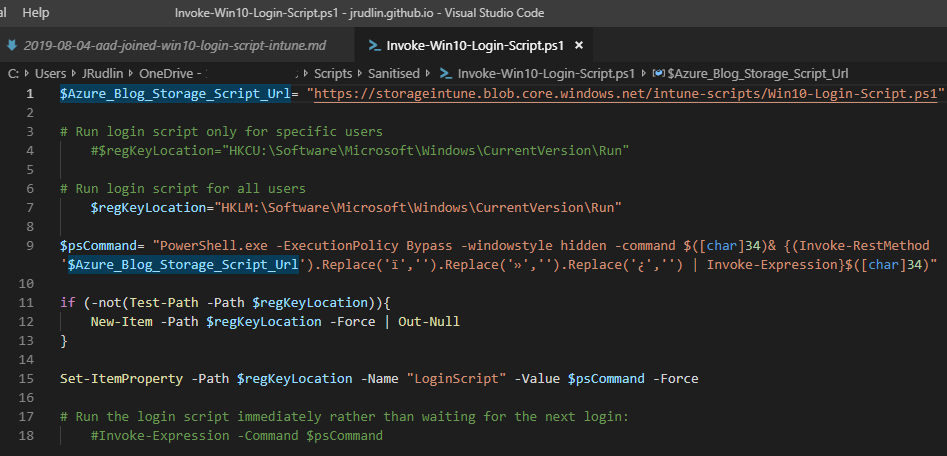 al Help Invoke-Win10-Login-Script.ps1 - jrudlin.github.io - Visual Studio Code
2019-08-04-aad-joined-win10-login-script-intune.md Invoke-Win10-Login-Script.ps1 ×
C: › Users › JRudlin › OneDrive - › Scripts › Sanitised › Invoke-Win10-Login-Script.ps1 › $Azure_Blog_Storage_Script_Url
1 $Azure_Blog_Storage_Script_Url= "https://storageintune.blob.core.windows.net/intune-scripts/Win10-Login-Script.ps1"
2
3 # Run login script only for specific users
4 #$regKeyLocation="HKCU:\Software\Microsoft\Windows\CurrentVersion\Run"
5
6 # Run login script for all users
7 $regKeyLocation="HKLM:\Software\Microsoft\Windows\CurrentVersion\Run"
8
9 $psCommand= "PowerShell.exe -ExecutionPolicy Bypass -windowstyle hidden -command $([char]34)& {(Invoke-RestMethod
'$Azure_Blog_Storage_Script_Url').Replace('ï','').Replace('»','').Replace('¿','') | Invoke-Expression}$([char]34)"
10
11 if (-not(Test-Path -Path $regKeyLocation)){
12 New-Item -Path $regKeyLocation -Force | Out-Null
13 }
14
15 Set-ItemProperty -Path $regKeyLocation -Name "LoginScript" -Value $psCommand -Force
16
17 # Run the login script immediately rather than waiting for the next login:
18 #Invoke-Expression -Command $psCommand